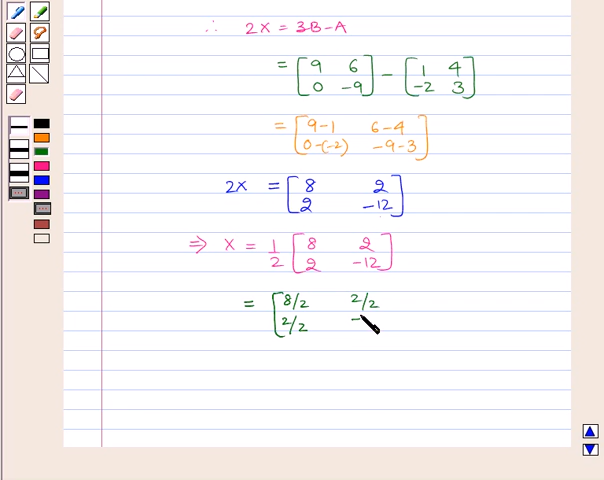 ∴ 2X = 3B-A
= [9 6
0 -9] - [1 4
-2 3]
= [9-1 6-4
0-(-2) -9-3]
2X = [8 2
2 -12]
⇒ X = 1/2 [8 2
2 -12]
= [8/2 2/2
2/2 -